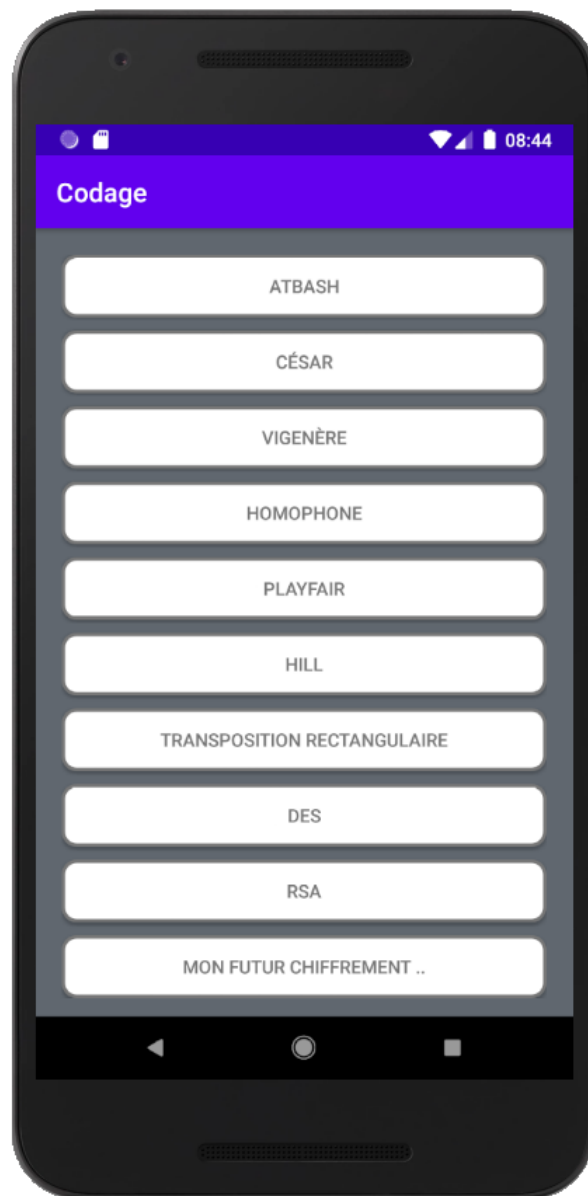 08:44
Codage
ATBASH
CÉSAR
VIGENÈRE
HOMOPHONE
PLAYFAIR
HILL
TRANSPOSITION RECTANGULAIRE
DES
RSA
MON FUTUR CHIFFREMENT ..